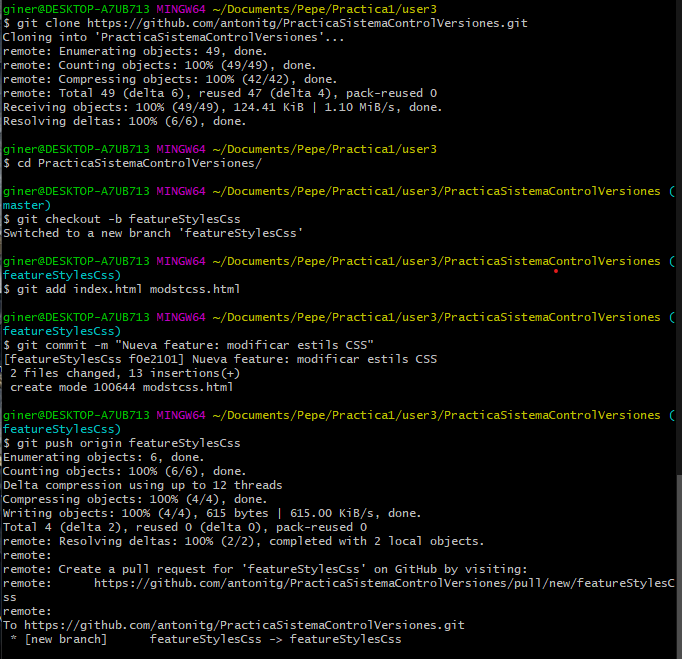 giner@DESKTOP-A7UB713 MINGW64 ~/Documents/Pepe/Practica1/user3
$ git clone https://github.com/antonitg/PracticaSistemaControlVersiones.git
Cloning into 'PracticaSistemaControlVersiones'...
remote: Enumerating objects: 49, done.
remote: Counting objects: 100% (49/49), done.
remote: Compressing objects: 100% (42/42), done.
remote: Total 49 (delta 6), reused 47 (delta 4), pack-reused 0
Receiving objects: 100% (49/49), 124.41 KiB | 1.10 MiB/s, done.
Resolving deltas: 100% (6/6), done.
giner@DESKTOP-A7UB713 MINGW64 ~/Documents/Pepe/Practica1/user3
$ cd PracticaSistemaControlVersiones/
giner@DESKTOP-A7UB713 MINGW64 ~/Documents/Pepe/Practica1/user3/PracticaSistemaControlVersiones (
master)
$ git checkout -b featureStylesCss
Switched to a new branch 'featureStylesCss'
giner@DESKTOP-A7UB713 MINGW64 ~/Documents/Pepe/Practica1/user3/PracticaSistemaControlVersiones (
featureStylesCss)
$ git add index.html modstcss.html
giner@DESKTOP-A7UB713 MINGW64 ~/Documents/Pepe/Practica1/user3/PracticaSistemaControlVersiones (
featureStylesCss)
$ git commit -m "Nueva feature: modificar estils CSS"
[featureStylesCss f0e2101] Nueva feature: modificar estils CSS
 2 files changed, 13 insertions(+)
 create mode 100644 modstcss.html
giner@DESKTOP-A7UB713 MINGW64 ~/Documents/Pepe/Practica1/user3/PracticaSistemaControlVersiones (
featureStylesCss)
$ git push origin featureStylesCss
Enumerating objects: 6, done.
Counting objects: 100% (6/6), done.
Delta compression using up to 12 threads
Compressing objects: 100% (4/4), done.
Writing objects: 100% (4/4), 615 bytes | 615.00 KiB/s, done.
Total 4 (delta 2), reused 0 (delta 0), pack-reused 0
remote: Resolving deltas: 100% (2/2), completed with 2 local objects.
remote:
remote: Create a pull request for 'featureStylesCss' on GitHub by visiting:
remote:      https://github.com/antonitg/PracticaSistemaControlVersiones/pull/new/featureStylesC
ss
remote:
To https://github.com/antonitg/PracticaSistemaControlVersiones.git
 * [new branch]      featureStylesCss -> featureStylesCss